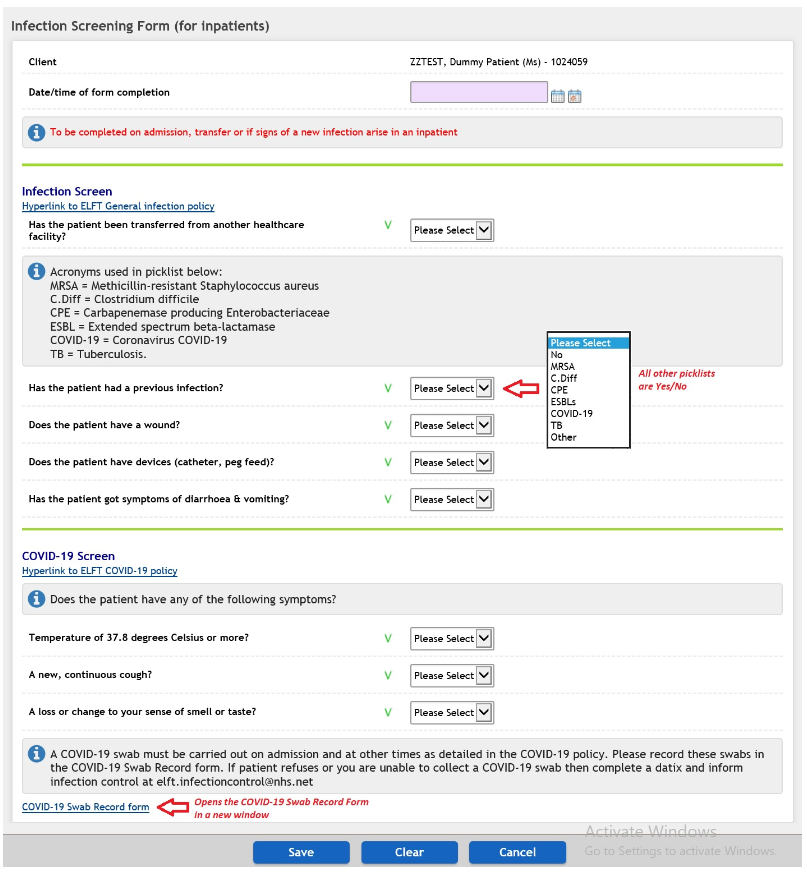 Infection Screening Form (for inpatients)
Client ZZTEST, Dummy Patient (Ms) - 1024059
Date/time of form completion
To be completed on admission, transfer or if signs of a new infection arise in an inpatient
Infection Screen
Hyperlink to ELFT General infection policy
Has the patient been transferred from another healthcare
facility?
V Please Select
Acronyms used in picklist below:
MRSA = Methicillin-resistant Staphylococcus aureus
C.Diff = Clostridium difficile
CPE = Carbapenemase producing Enterobacteriaceae
ESBL = Extended spectrum beta-lactamase
COVID-19 = Coronavirus COVID-19
TB = Tuberculosis.
Has the patient had a previous infection? V Please Select
Please Select
No
MRSA
C.Diff
CPE
ESBLs
COVID-19
TB
Other
All other picklists
are Yes/No
Does the patient have a wound? V Please Select
Does the patient have devices (catheter, peg feed)? V Please Select
Has the patient got symptoms of diarrhoea & vomiting? V Please Select
COVID-19 Screen
Hyperlink to ELFT COVID-19 policy
Does the patient have any of the following symptoms?
Temperature of 37.8 degrees Celsius or more? V Please Select
A new, continuous cough? V Please Select
A loss or change to your sense of smell or taste? V Please Select
A COVID-19 swab must be carried out on admission and at other times as detailed in the COVID-19 policy. Please record these swabs in
the COVID-19 Swab Record form. If patient refuses or you are unable to collect a COVID-19 swab then complete a datix and inform
infection control at elft.infectioncontrol@nhs.net
COVID-19 Swab Record form
Opens the COVID-19 Swab Record Form
in a new window
Activate Windows
Go to Settings to activate Windows.
Save Clear Cancel